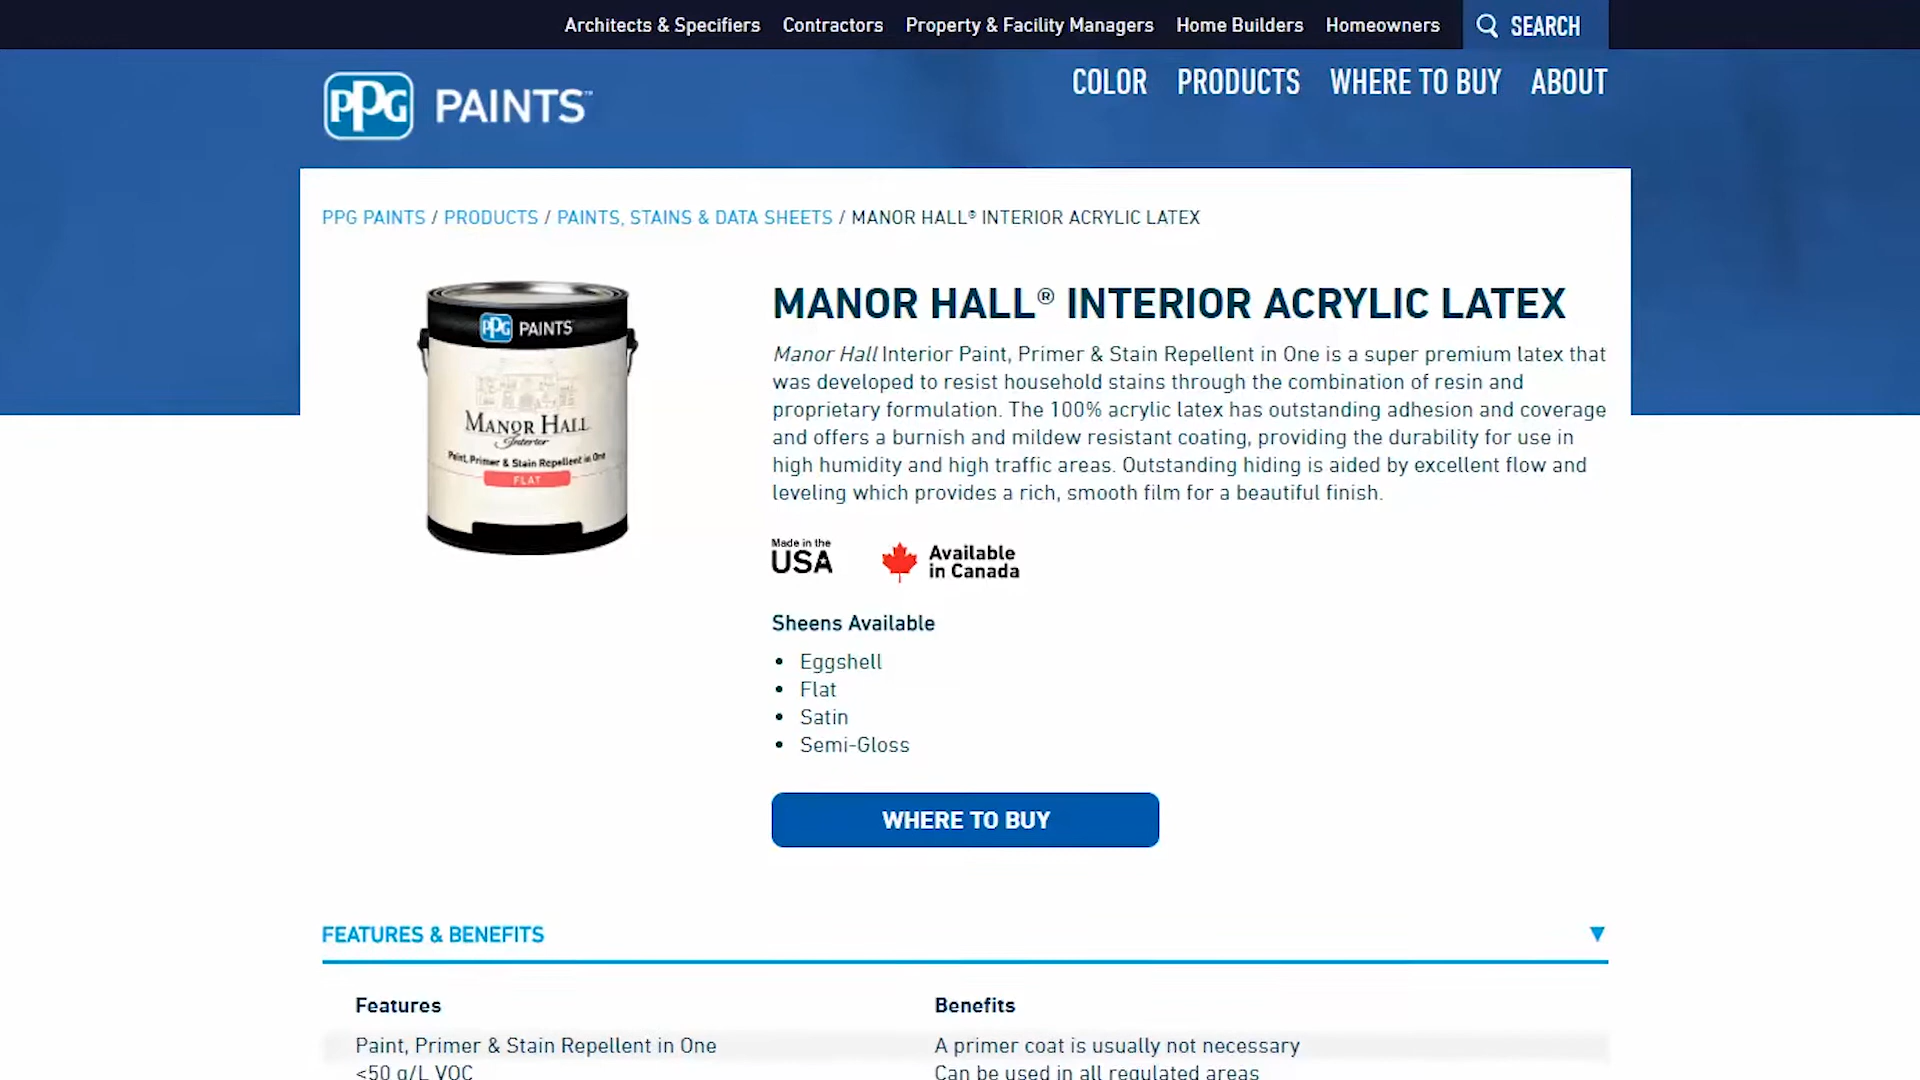 Architects & Specifiers Contractors Property & Facility Managers Home Builders Homeowners SEARCH
PPG PAINTS™ COLOR PRODUCTS WHERE TO BUY ABOUT
PPG PAINTS / PRODUCTS / PAINTS, STAINS & DATA SHEETS / MANOR HALL® INTERIOR ACRYLIC LATEX
PPG PAINTS
MANOR HALL
Interior
Paint, Primer & Stain Repellent in One
FLAT
MANOR HALL® INTERIOR ACRYLIC LATEX
Manor Hall Interior Paint, Primer & Stain Repellent in One is a super premium latex that
was developed to resist household stains through the combination of resin and
proprietary formulation. The 100% acrylic latex has outstanding adhesion and coverage
and offers a burnish and mildew resistant coating, providing the durability for use in
high humidity and high traffic areas. Outstanding hiding is aided by excellent flow and
leveling which provides a rich, smooth film for a beautiful finish.
Made in the
USA
Available
in Canada
Sheens Available
• Eggshell
• Flat
• Satin
• Semi-Gloss
WHERE TO BUY
FEATURES & BENEFITS ▼
Features Benefits
Paint, Primer & Stain Repellent in One A primer coat is usually not necessary
<50 g/L VOC Can be used in all regulated areas